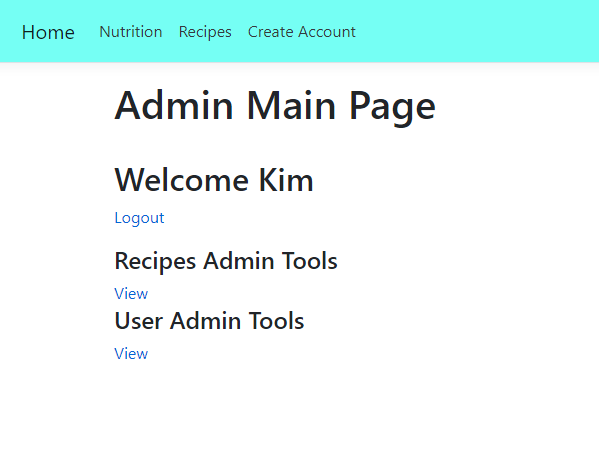 Home Nutrition Recipes Create Account
Admin Main Page
Welcome Kim
Logout
Recipes Admin Tools
View
User Admin Tools
View